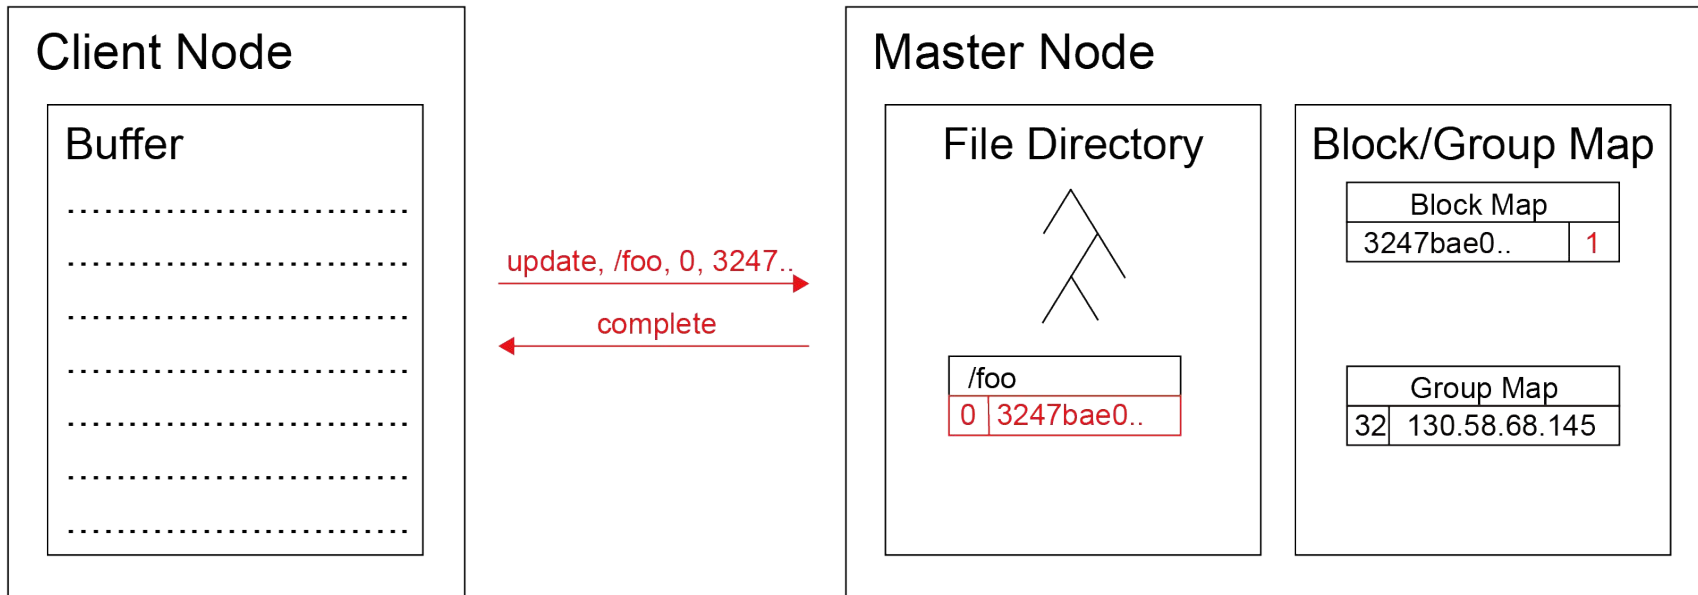 Client Node
Buffer
update, /foo, 0, 3247..
complete
Master Node
File Directory
/foo
0 3247bae0..
Block/Group Map
Block Map
3247bae0.. 1
Group Map
32 130.58.68.145